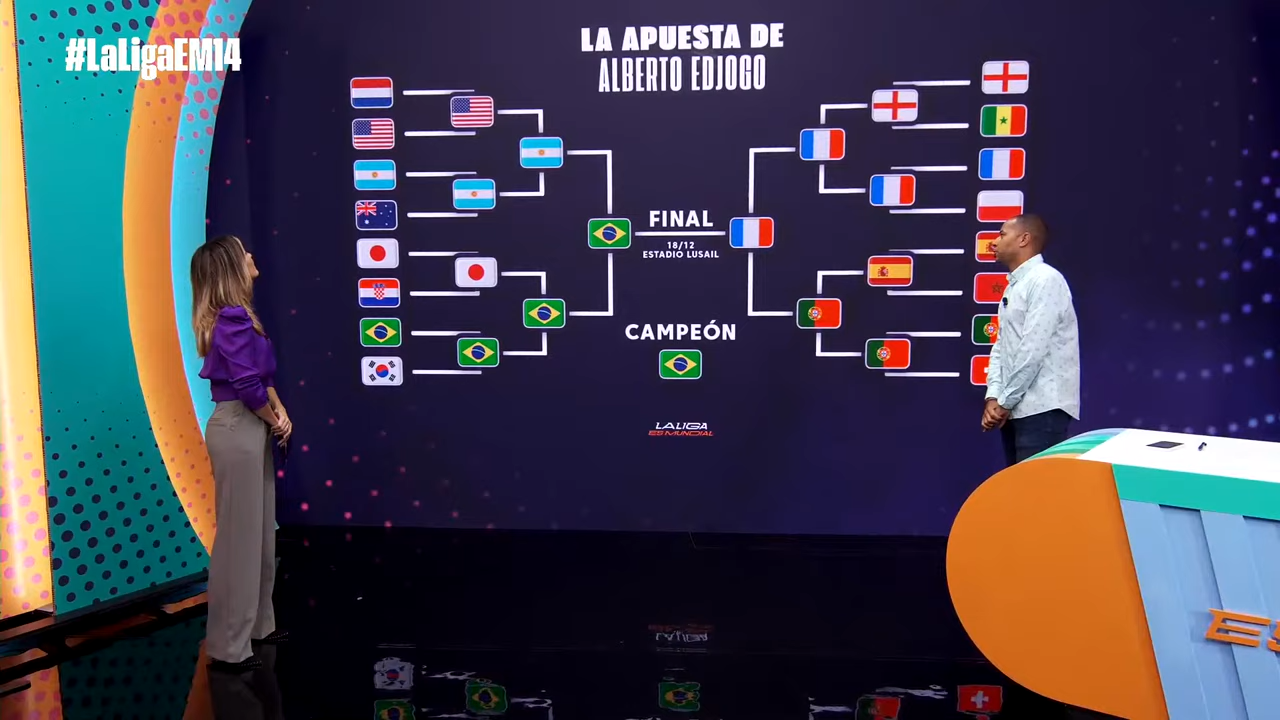 #LaLigaEM14
LA APUESTA DE
ALBERTO EDJOGO
FINAL
18/12
ESTADIO LUSAIL
CAMPEÓN
LALIGA
ES MUNDIAL